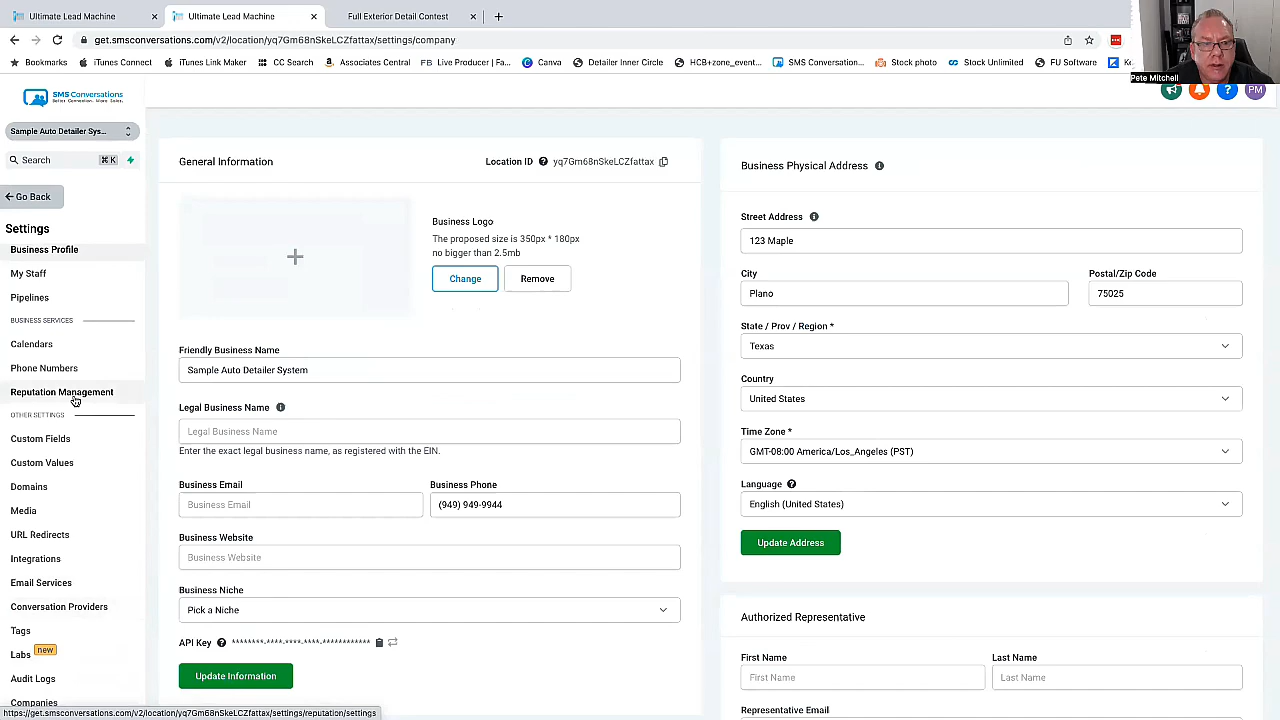 Ultimate Lead Machine
Ultimate Lead Machine
Full Exterior Detail Contest
get.smsconversations.com/v2/location/yq7Gm68nSkeLCZfattax/settings/company
Bookmarks
iTunes Connect
iTunes Link Maker
CC Search
Associates Central
Live Producer | Fa...
Canva
Detailer Inner Circle
HCB+zone_event...
SMS Conversation...
Stock photo
Stock Unlimited
FU Software
Pete Mitchell
SMS Conversations
Better Connection. More Sales.
PM
Sample Auto Detailer Sys...
Search
⌘ K
Go Back
Settings
Business Profile
My Staff
Pipelines
BUSINESS SERVICES
Calendars
Phone Numbers
Reputation Management
OTHER SETTINGS
Custom Fields
Custom Values
Domains
Media
URL Redirects
Integrations
Email Services
Conversation Providers
Tags
Labs new
Audit Logs
Companies
https://get.smsconversations.com/v2/location/yq7Gm68nSkeLCZfattax/settings/reputation/settings
General Information
Location ID yq7Gm68nSkeLCZfattax
Business Logo
The proposed size is 350px * 180px
no bigger than 2.5mb
Change
Remove
Friendly Business Name
Sample Auto Detailer System
Legal Business Name
Legal Business Name
Enter the exact legal business name, as registered with the EIN.
Business Email
Business Phone
Business Email
(949) 949-9944
Business Website
Business Website
Business Niche
Pick a Niche
API Key ********-****-****-****-************
Update Information
Business Physical Address
Street Address
123 Maple
City
Postal/Zip Code
Plano
75025
State / Prov / Region *
Texas
Country
United States
Time Zone *
GMT-08:00 America/Los_Angeles (PST)
Language
English (United States)
Update Address
Authorized Representative
First Name
Last Name
First Name
Last Name
Representative Email